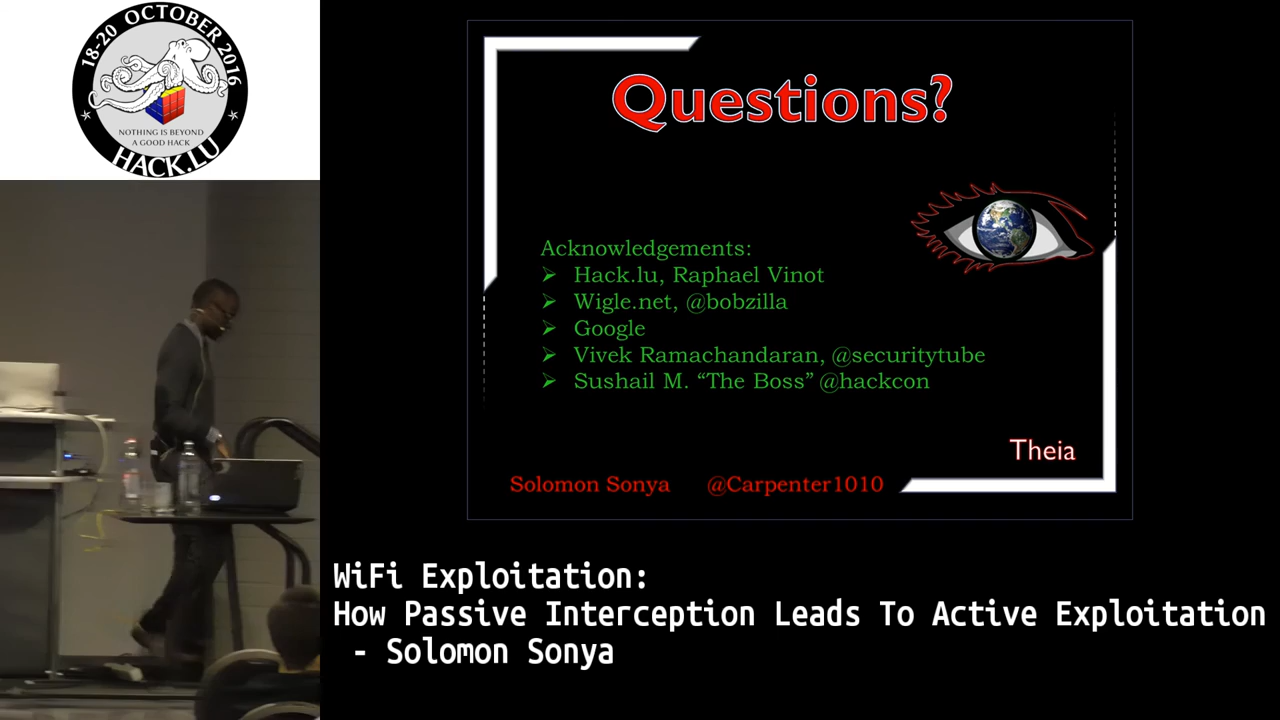 18-20 OCTOBER 2016
NOTHING IS BEYOND
A GOOD HACK
HACK.LU
Questions?
Acknowledgements:
Hack.lu, Raphael Vinot
Wigle.net, @bobzilla
Google
Vivek Ramachandaran, @securitytube
Sushail M. “The Boss” @hackcon
Theia
Solomon Sonya @Carpenter1010
WiFi Exploitation:
How Passive Interception Leads To Active Exploitation
- Solomon Sonya